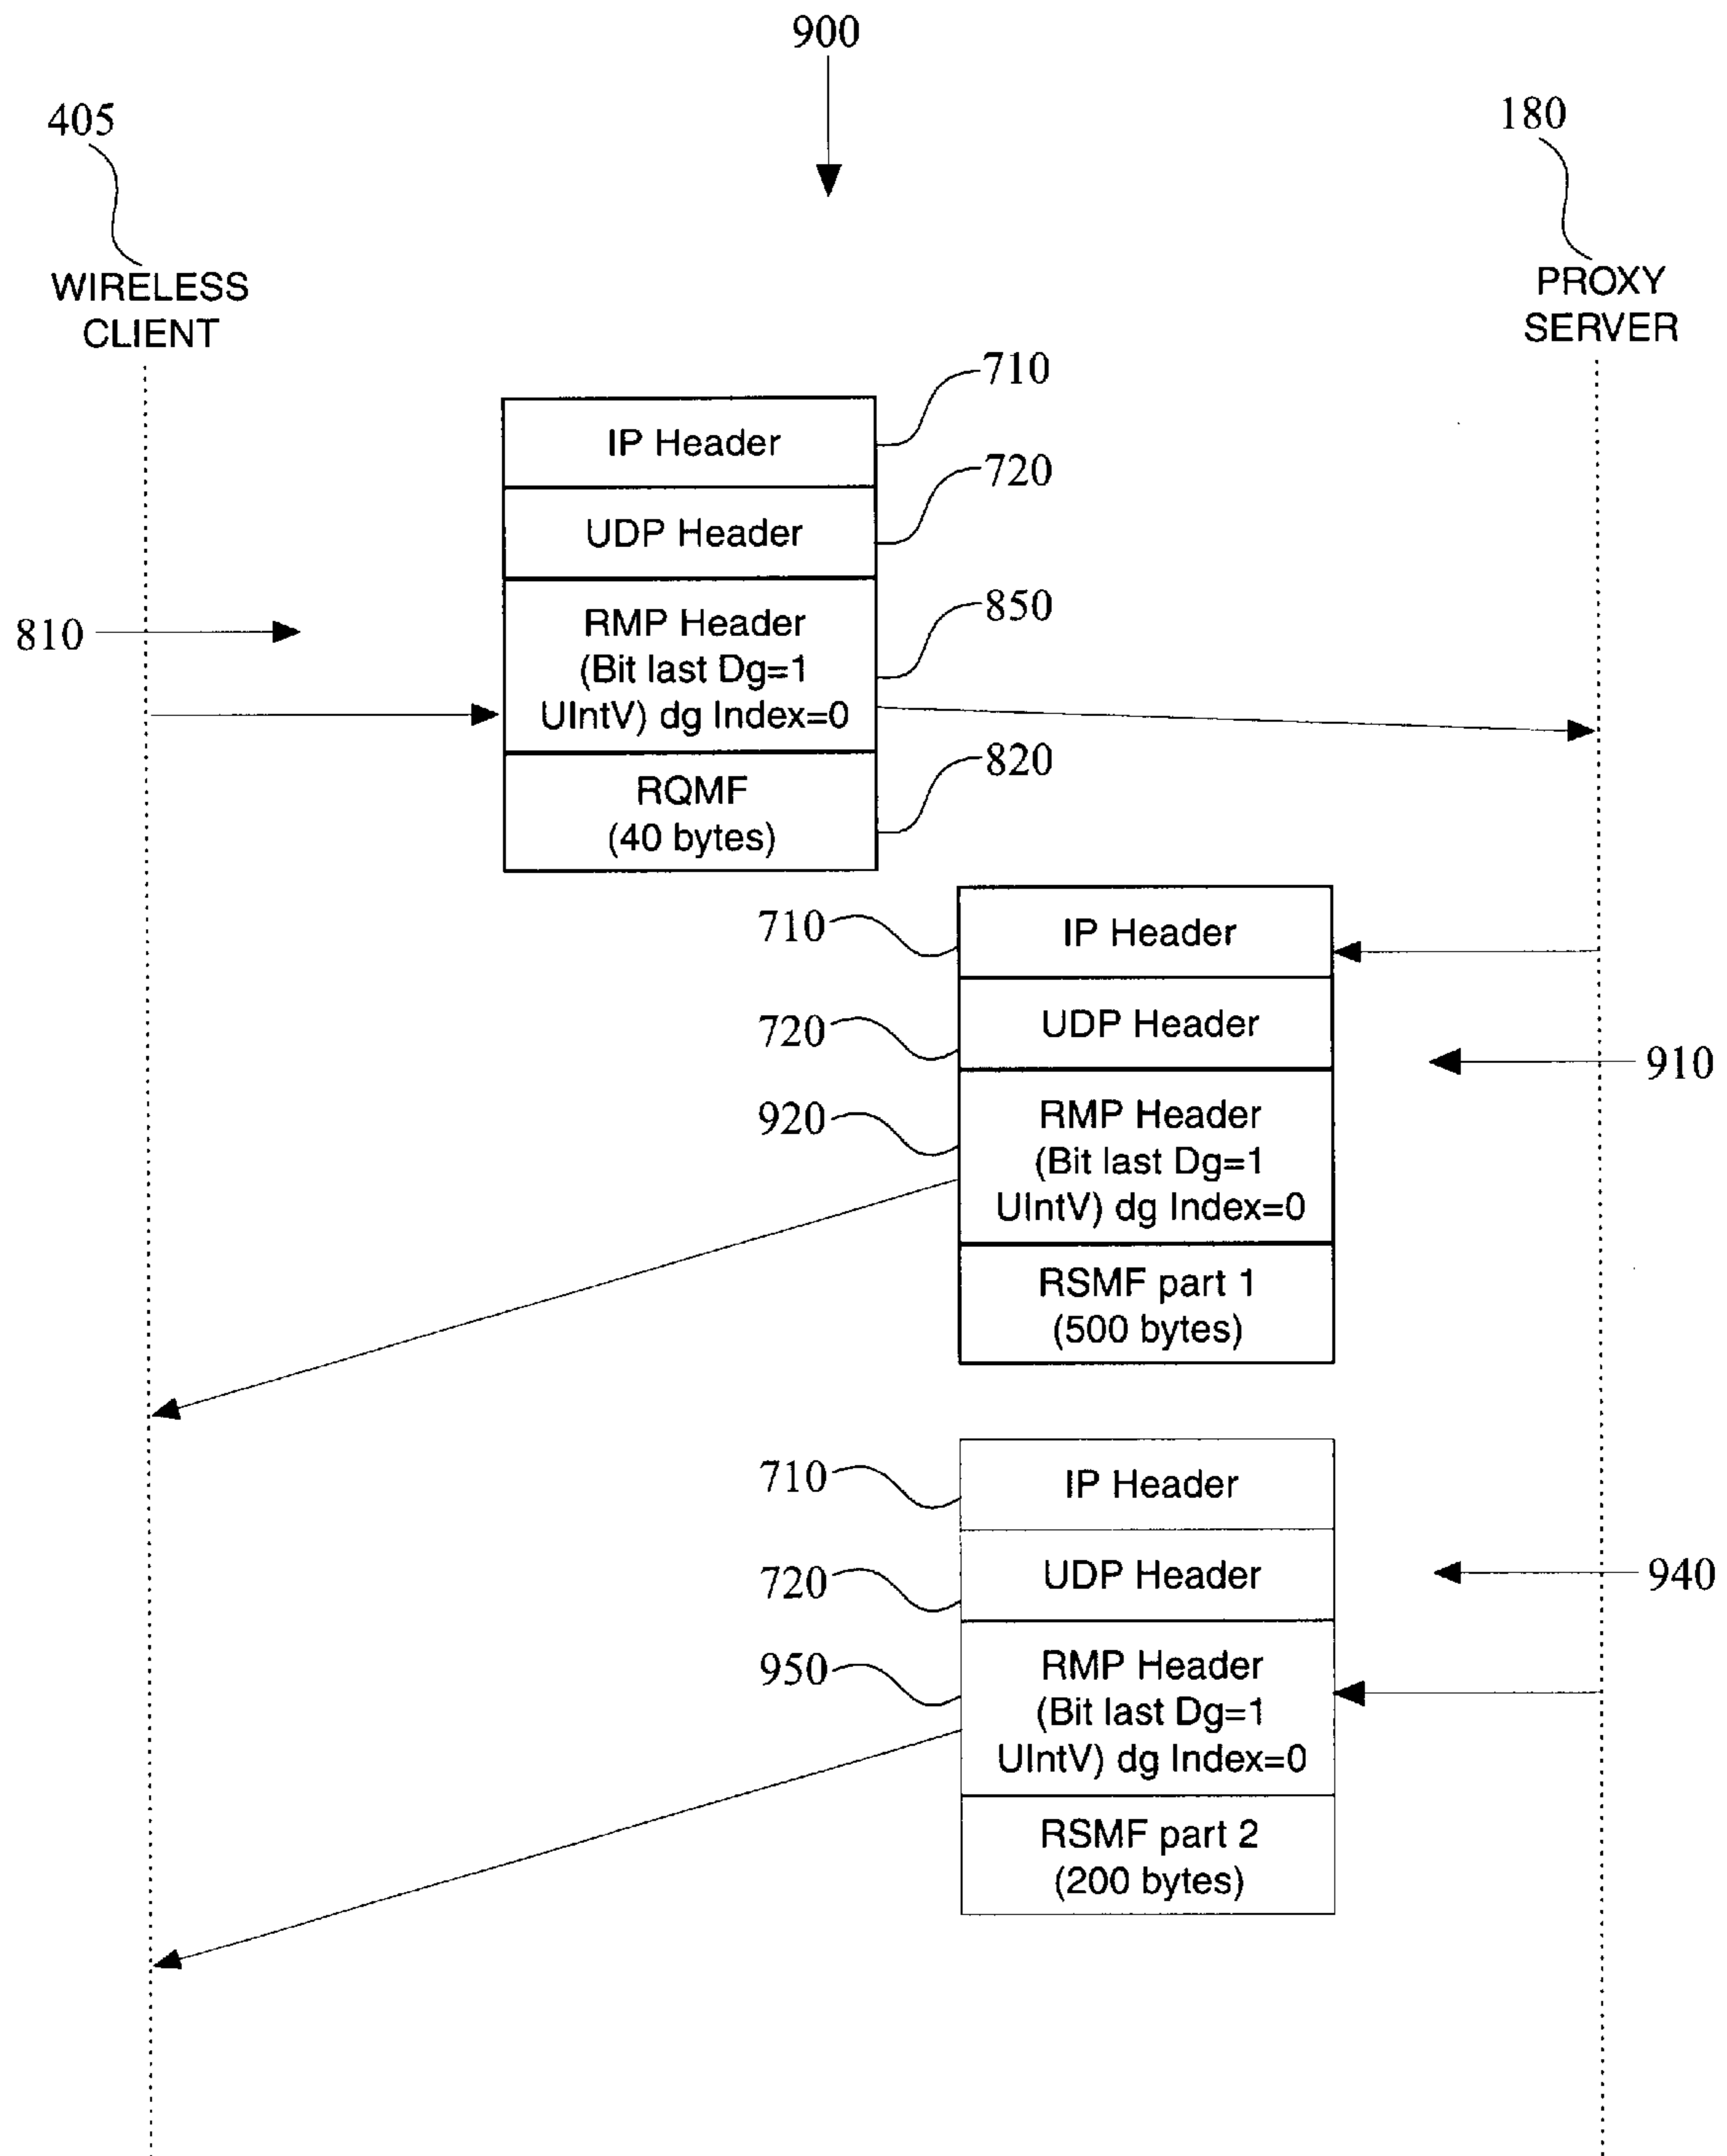 900
405
180
WIRELESS
CLIENT
PROXY
SERVER
710
IP Header
720
UDP Header
810
850
RMP Header
(Bit last Dg=1
UIntV) dg Index=0
820
RQMF
(40 bytes)
710
IP Header
720
UDP Header
910
920
RMP Header
(Bit last Dg=1
UIntV) dg Index=0
RSMF part 1
(500 bytes)
710
IP Header
720
UDP Header
940
950
RMP Header
(Bit last Dg=1
UIntV) dg Index=0
RSMF part 2
(200 bytes)